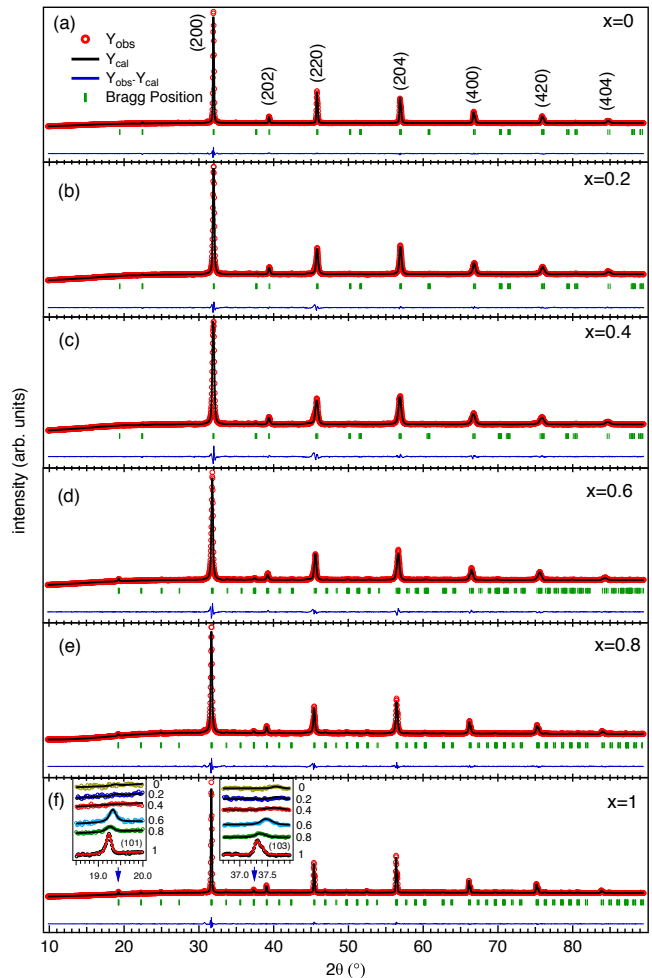 (a)
x=0
Y_obs
Y_cal
Y_obs-Y_cal
Bragg Position
(200)
(202)
(220)
(204)
(400)
(420)
(404)
(b)
x=0.2
(c)
x=0.4
intensity (arb. units)
(d)
x=0.6
(e)
x=0.8
(f)
x=1
0
0.2
0.4
0.6
0.8
(101)
1
19.0
20.0
0
0.2
0.4
0.6
0.8
(103)
1
37.0
37.5
10
20
30
40
50
60
70
80
2θ (°)